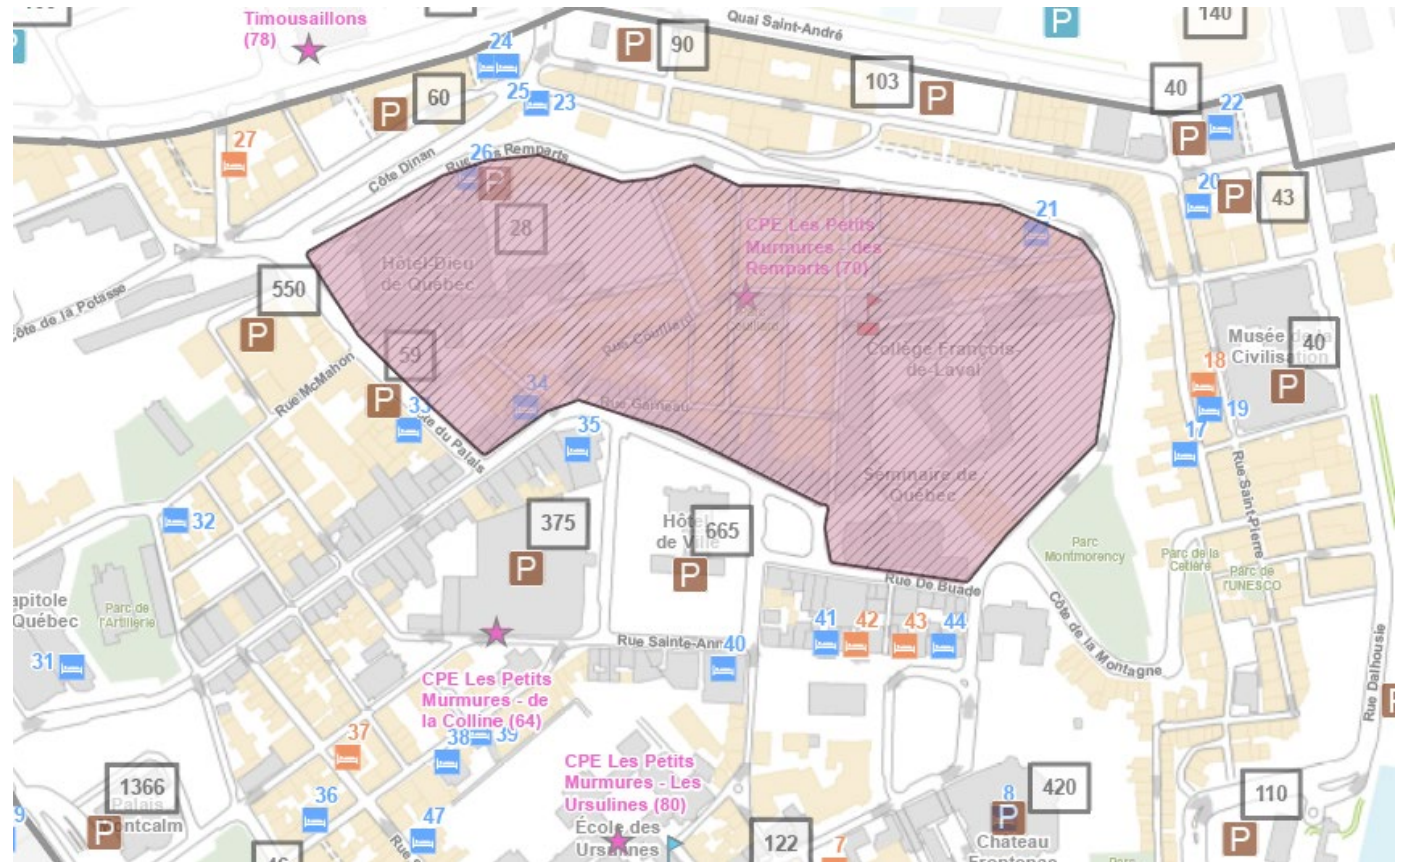 Timousaillons
(78)
24
P
90
Quai Saint-André
P
140
60
P
25
23
103
P
40
P
22
27
Côte Dinan
26
Rue des Remparts
P
28
20
P
43
21
CPE Les Petits
Murmures - des
Remparts (70)
Hôtel-Dieu
de Québec
550
P
Côte de la Potasse
59
Rue Couillard
Collège François-
de-Laval
Musée de la
Civilisation
40
P
18
19
17
Rue McMahon
P
33
Côte du Palais
34
Rue Garneau
35
Séminaire de
Québec
Rue Saint-Pierre
32
375
P
Hôtel
de Ville
665
P
Parc
Montmorency
Parc de la
Cetière
Parc de
l'UNESCO
Rue De Buade
Capitole
Québec
Parc de
l'Artillerie
31
Rue Sainte-Anne
40
41
42
43
44
Côte de la Montagne
Rue Dalhousie
P
CPE Les Petits
Murmures - de
la Colline (64)
37
38
39
CPE Les Petits
Murmures - Les
Ursulines (80)
École des
Ursulines
1366
Palais
Montcalm
P
36
47
122
7
8
P
420
Chateau
Frontenac
110
P
46
Parc